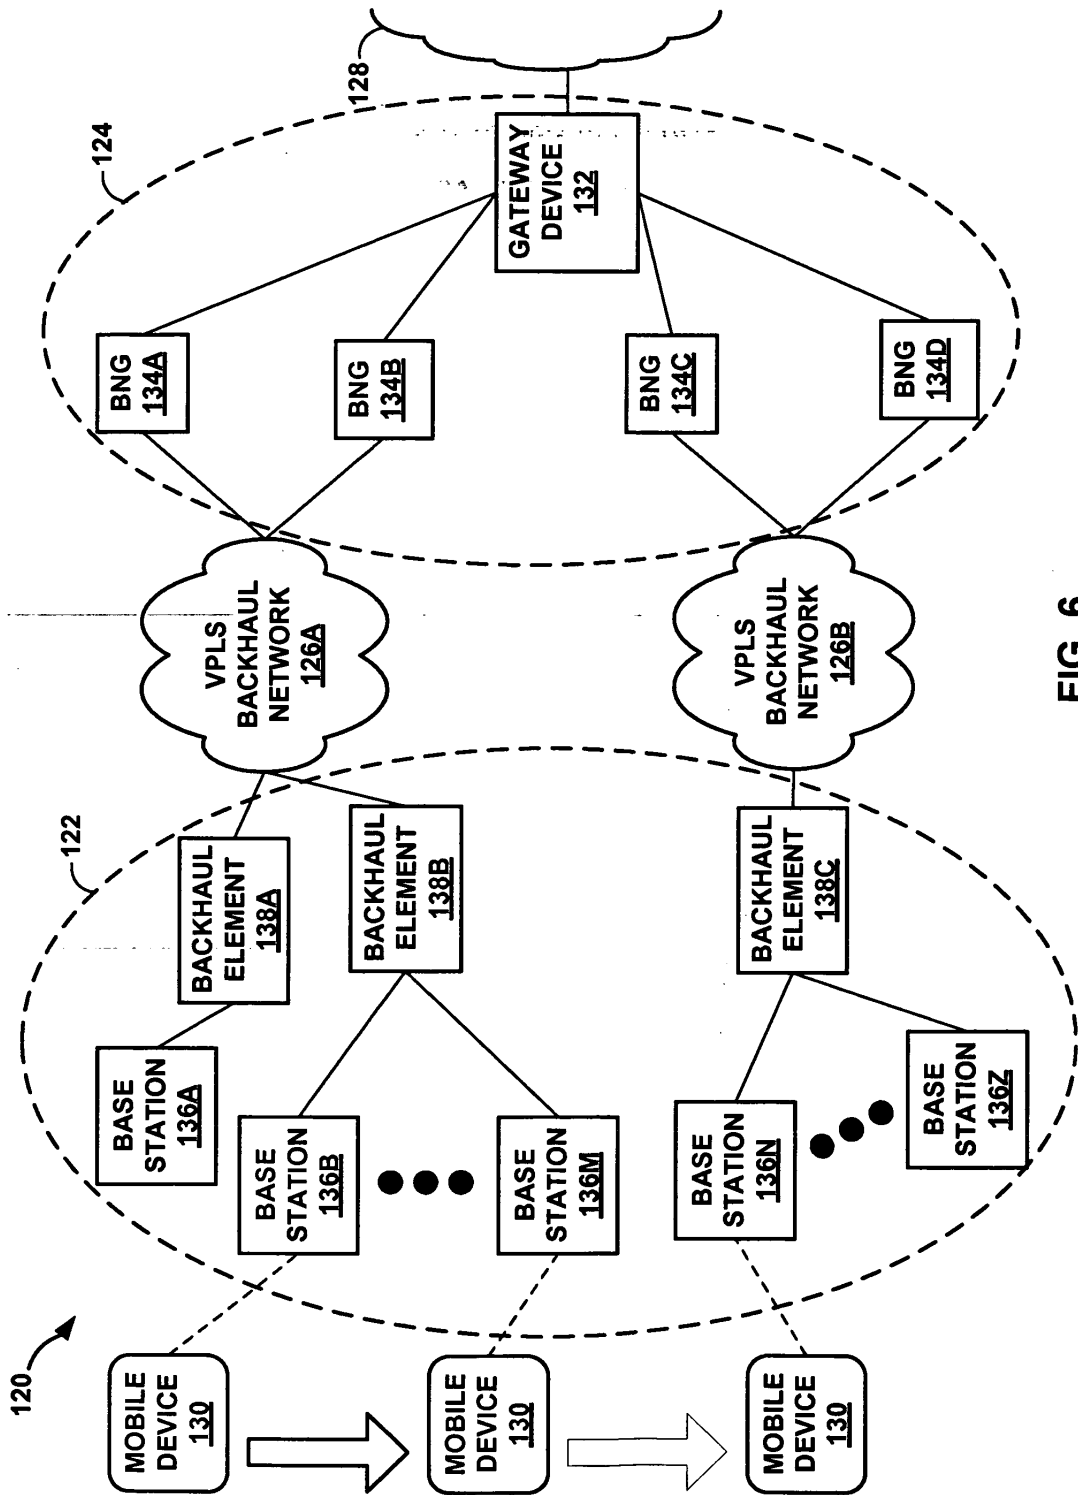 120
MOBILE
DEVICE
130
MOBILE
DEVICE
130
MOBILE
DEVICE
130
122
BASE
STATION
136A
BASE
STATION
136B
BASE
STATION
136M
BASE
STATION
136N
BASE
STATION
136Z
BACKHAUL
ELEMENT
138A
BACKHAUL
ELEMENT
138B
BACKHAUL
ELEMENT
138C
VPLS
BACKHAUL
NETWORK
126A
VPLS
BACKHAUL
NETWORK
126B
124
BNG
134A
BNG
134B
BNG
134C
BNG
134D
GATEWAY
DEVICE
132
128
FIG. 6